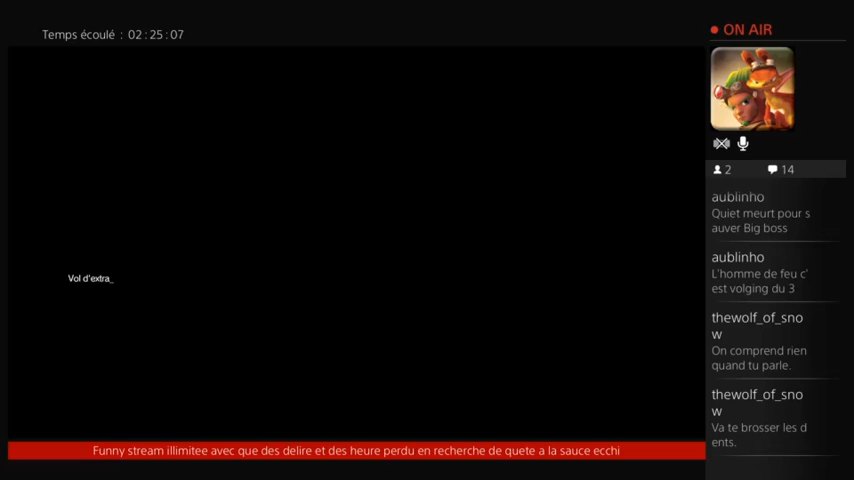 Temps écoulé : 02:25:07
ON AIR
2 14
aublinho
Quiet meurt pour s
auver Big boss
aublinho
L'homme de feu c'
est volging du 3
thewolf_of_sno
w
On comprend rien
quand tu parle.
thewolf_of_sno
w
Va te brosser les d
ents.
Vol d'extra_
Funny stream illimitee avec que des delire et des heure perdu en recherche de quete a la sauce ecchi